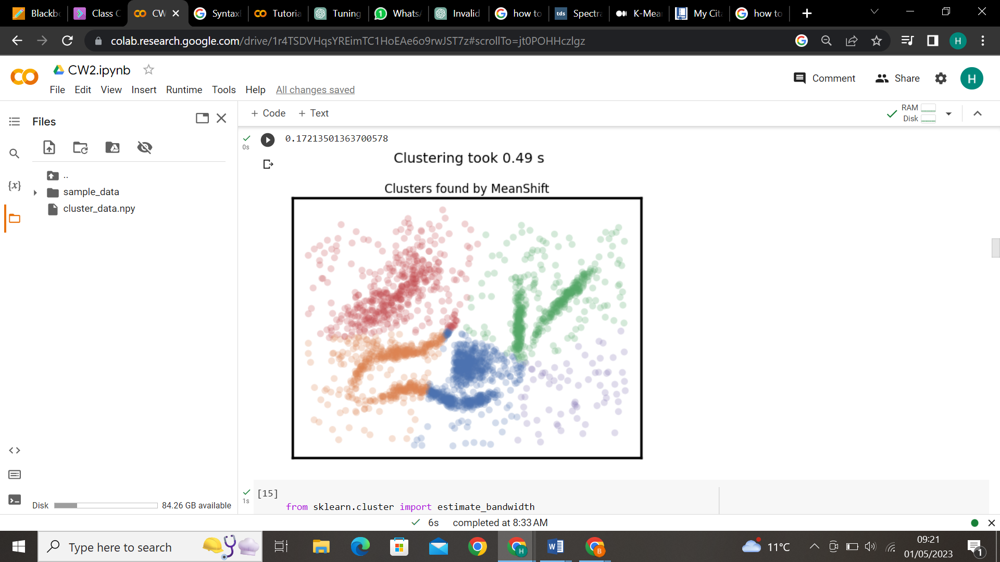 Blackb
Class C
CW
Syntax
Tutoria
Tuning
1
Whats
Invalid
how to
tds
Spectr
K-Mea
My Cit
how to
colab.research.google.com/drive/1r4TSDVHqsYREimTC1HoEAe6o9rwJST7z#scrollTo=jt0POHHczlgz
H
CW2.ipynb
Comment
Share
H
File Edit View Insert Runtime Tools Help All changes saved
Files
+ Code + Text
RAM
Disk
..
sample_data
cluster_data.npy
{x}
0s
0.17213501363700578
Clustering took 0.49 s
Clusters found by MeanShift
[15]
1s
from sklearn.cluster import estimate_bandwidth
Disk
84.26 GB available
6s completed at 8:33 AM
Type here to search
H
W
B
11°C
09:21
01/05/2023
1